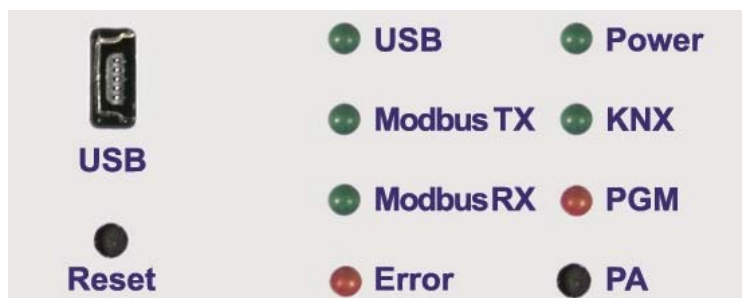 USB
Power
Modbus TX
KNX
USB
Modbus RX
PGM
Reset
Error
PA